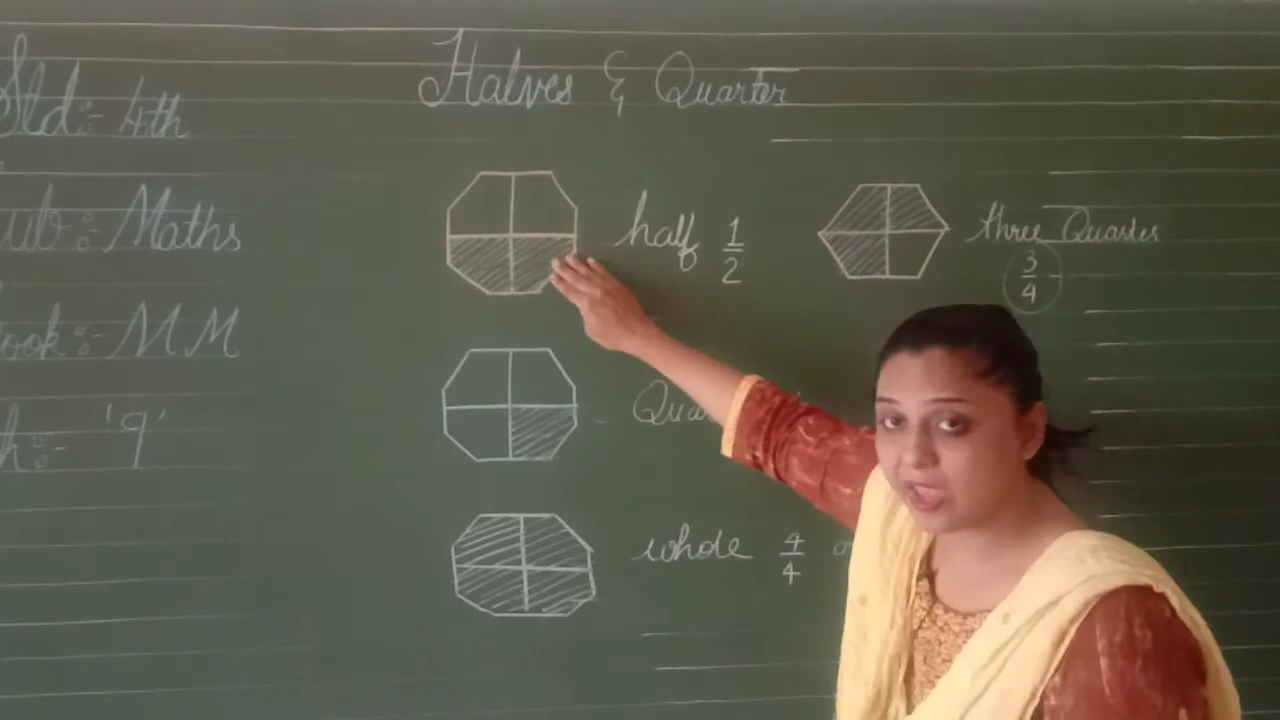 Halves & Quarter
Std:- 4th
Sub:- Maths
Book:- MM
Ch:- '9'
half 1/2
three Quarter
3/4
whole 4/4